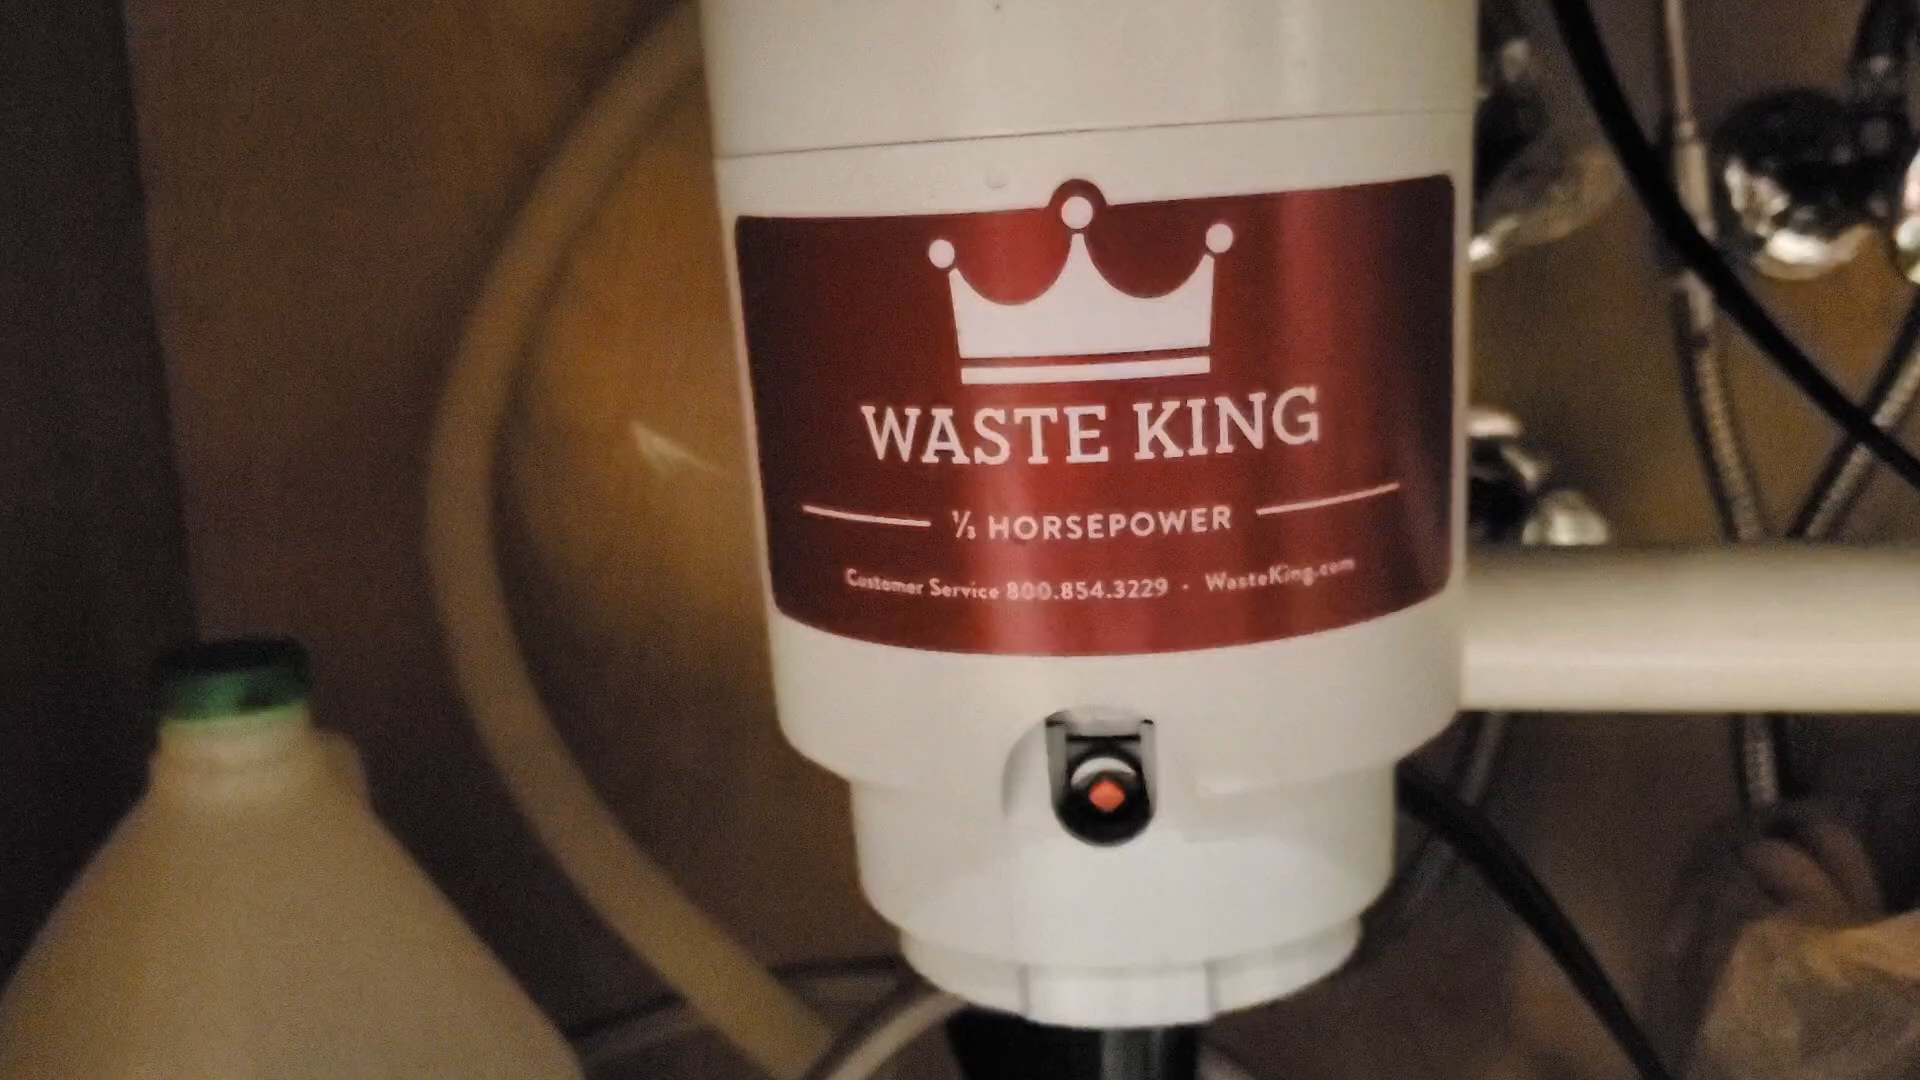 WASTE KING
⅓ HORSEPOWER
Customer Service 800.854.3229 · WasteKing.com